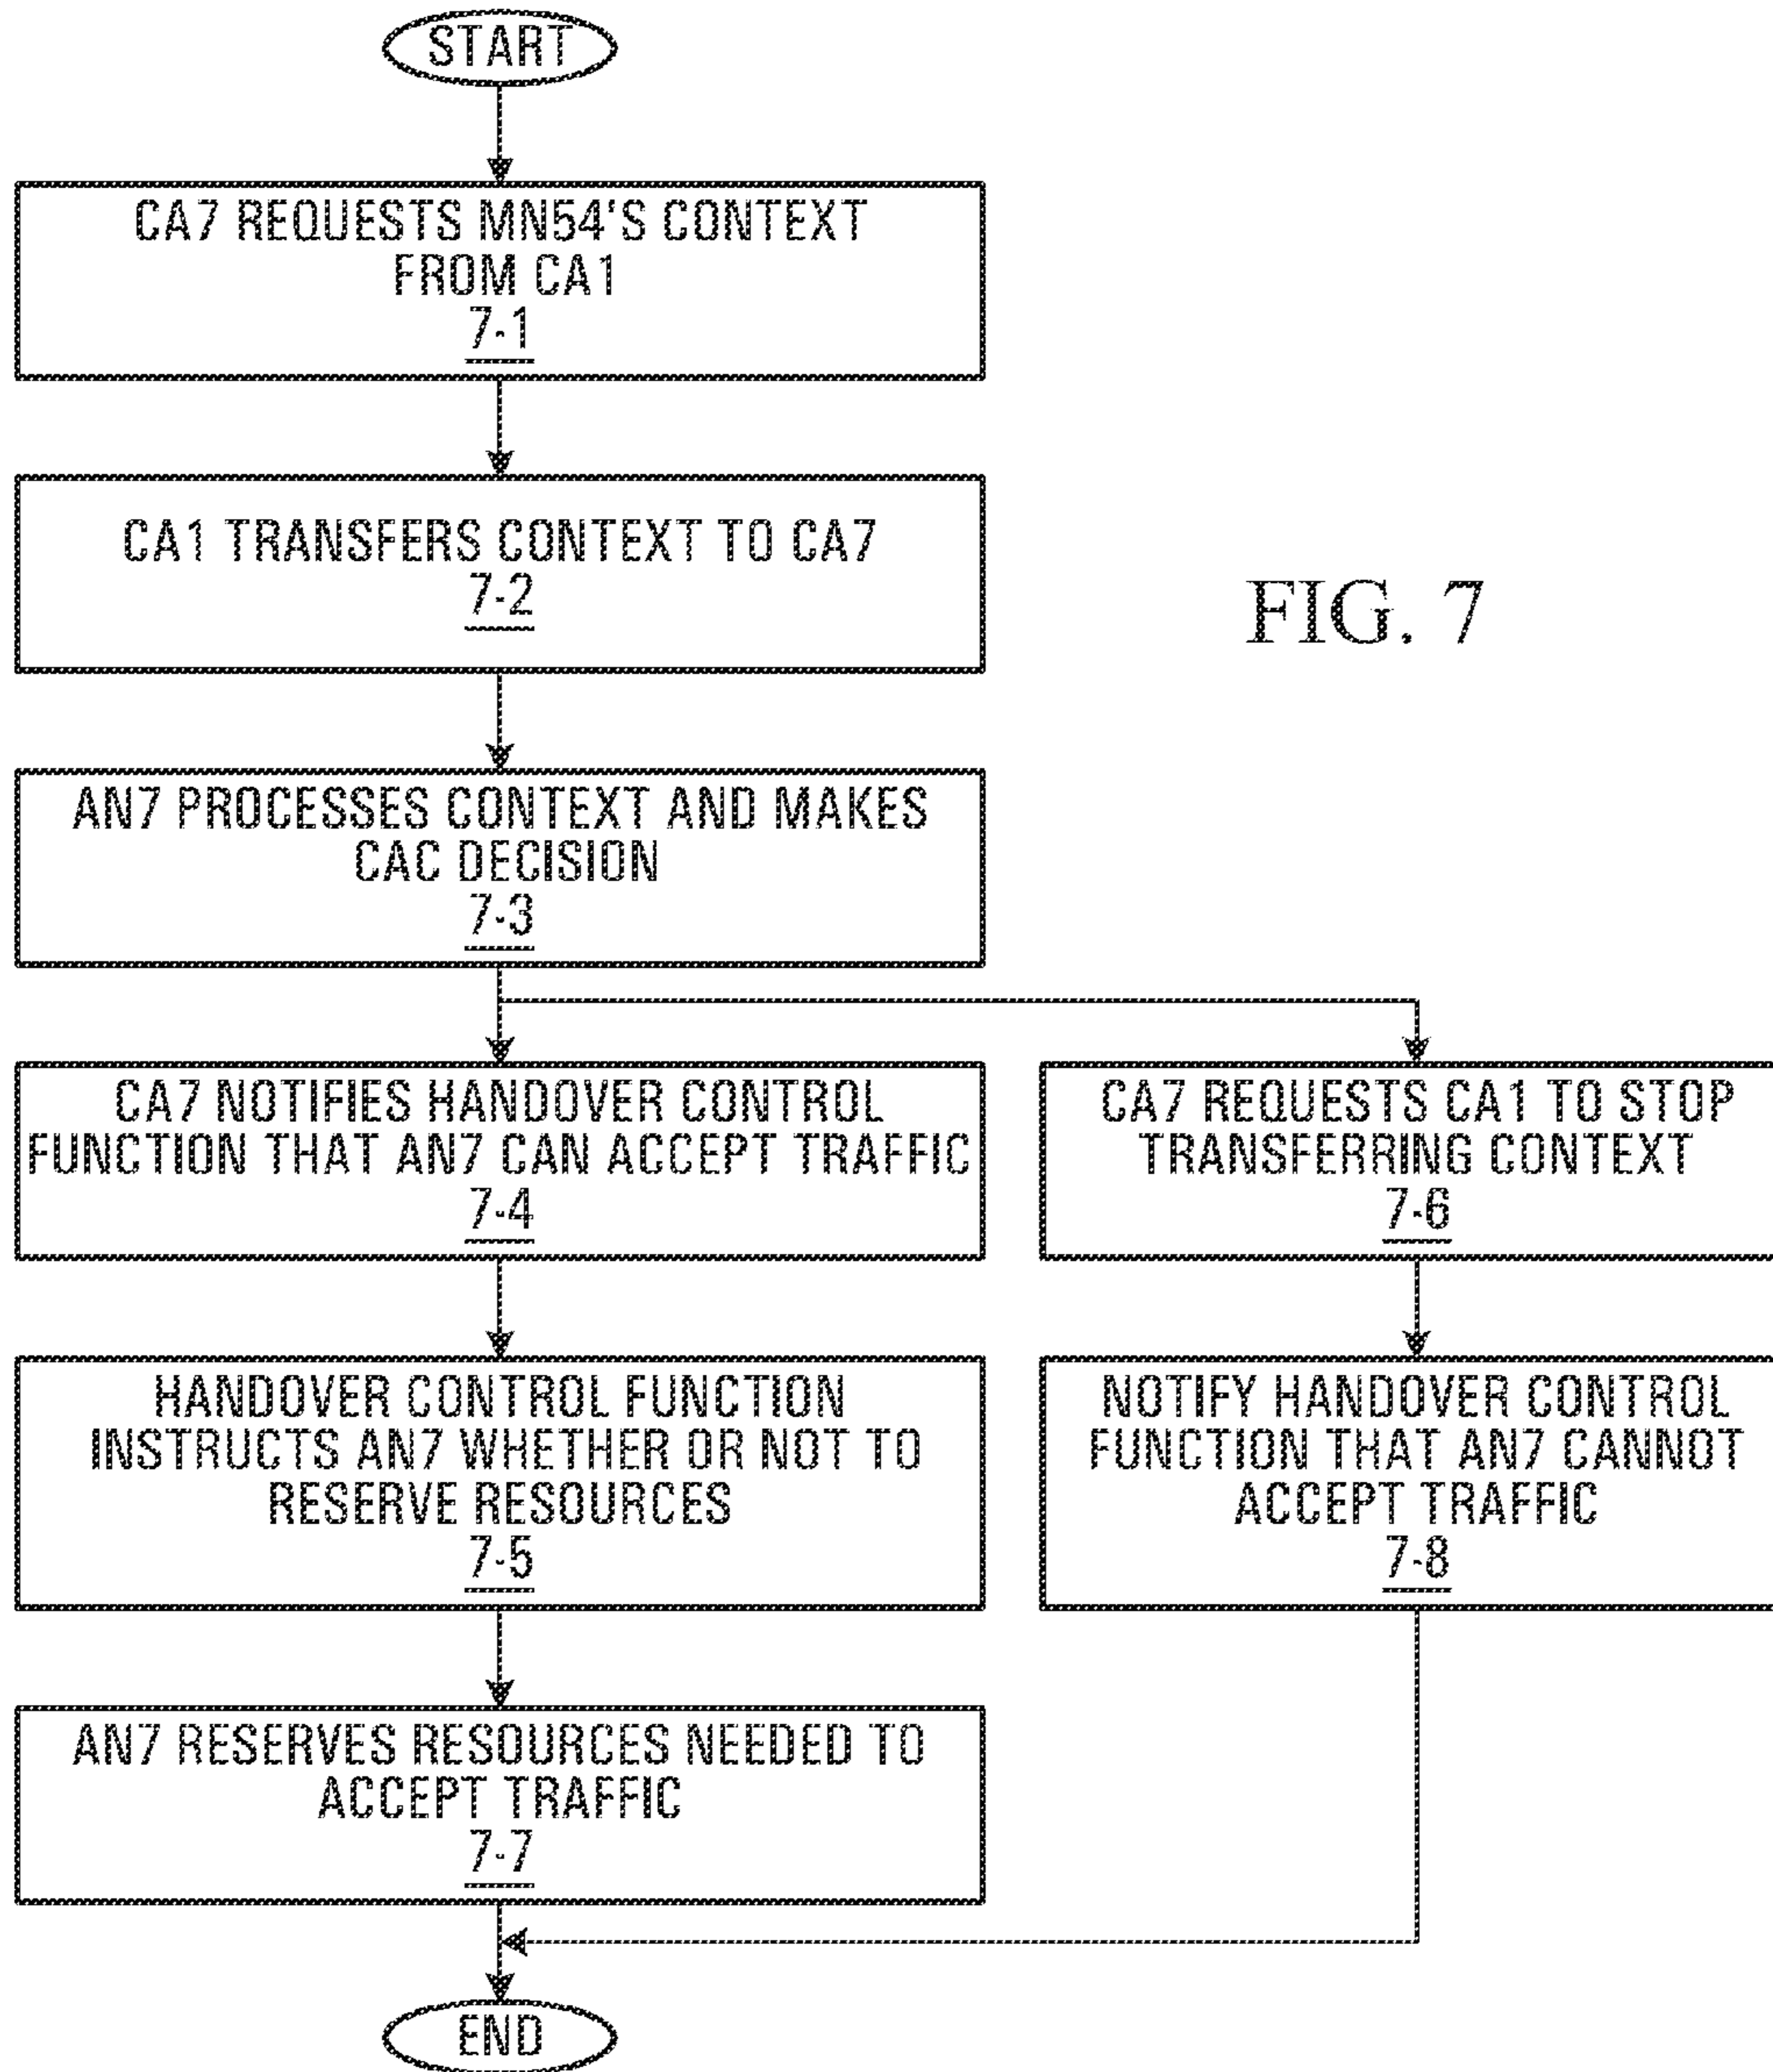 START
CA7 REQUESTS MN54'S CONTEXT
FROM CA1
7-1
CA1 TRANSFERS CONTEXT TO CA7
7-2
FIG. 7
AN7 PROCESSES CONTEXT AND MAKES
CAC DECISION
7-3
CA7 NOTIFIES HANDOVER CONTROL
FUNCTION THAT AN7 CAN ACCEPT TRAFFIC
7-4
CA7 REQUESTS CA1 TO STOP
TRANSFERRING CONTEXT
7-6
HANDOVER CONTROL FUNCTION
INSTRUCTS AN7 WHETHER OR NOT TO
RESERVE RESOURCES
7-5
NOTIFY HANDOVER CONTROL
FUNCTION THAT AN7 CANNOT
ACCEPT TRAFFIC
7-8
AN7 RESERVES RESOURCES NEEDED TO
ACCEPT TRAFFIC
7-7
END